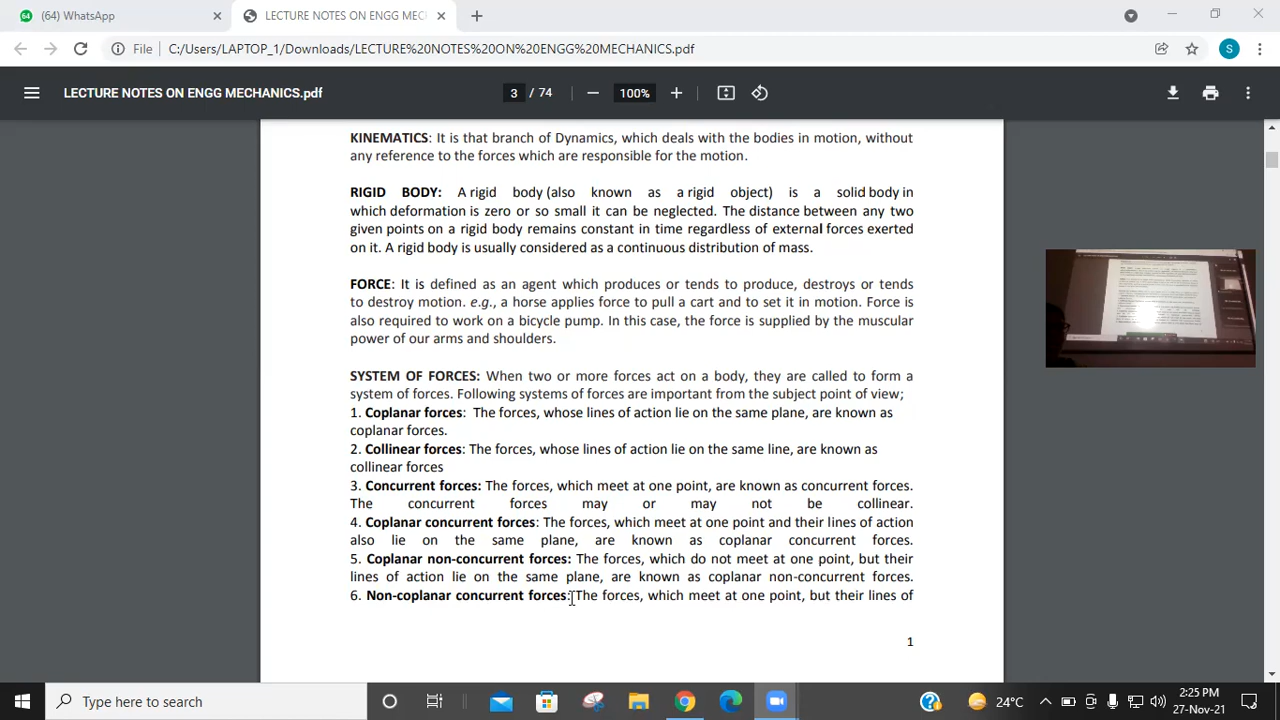 (64) WhatsApp
LECTURE NOTES ON ENGG MEC
File
C:/Users/LAPTOP_1/Downloads/LECTURE%20NOTES%20ON%20ENGG%20MECHANICS.pdf
S
LECTURE NOTES ON ENGG MECHANICS.pdf
3 / 74
100%
KINEMATICS: It is that branch of Dynamics, which deals with the bodies in motion, without
any reference to the forces which are responsible for the motion.
RIGID BODY: A rigid body (also known as a rigid object) is a solid body in
which deformation is zero or so small it can be neglected. The distance between any two
given points on a rigid body remains constant in time regardless of external forces exerted
on it. A rigid body is usually considered as a continuous distribution of mass.
FORCE: It is defined as an agent which produces or tends to produce, destroys or tends
to destroy motion. e.g., a horse applies force to pull a cart and to set it in motion. Force is
also required to work on a bicycle pump. In this case, the force is supplied by the muscular
power of our arms and shoulders.
SYSTEM OF FORCES: When two or more forces act on a body, they are called to form a
system of forces. Following systems of forces are important from the subject point of view;
1. Coplanar forces: The forces, whose lines of action lie on the same plane, are known as
coplanar forces.
2. Collinear forces: The forces, whose lines of action lie on the same line, are known as
collinear forces
3. Concurrent forces: The forces, which meet at one point, are known as concurrent forces.
The concurrent forces may or may not be collinear.
4. Coplanar concurrent forces: The forces, which meet at one point and their lines of action
also lie on the same plane, are known as coplanar concurrent forces.
5. Coplanar non-concurrent forces: The forces, which do not meet at one point, but their
lines of action lie on the same plane, are known as coplanar non-concurrent forces.
6. Non-coplanar concurrent forces: The forces, which meet at one point, but their lines of
1
Type here to search
24°C
2:25 PM
27-Nov-21